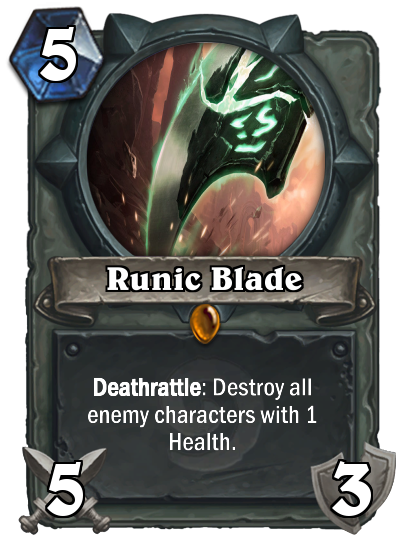 5
Runic Blade
Deathrattle: Destroy all
enemy characters with 1
Health.
5
3